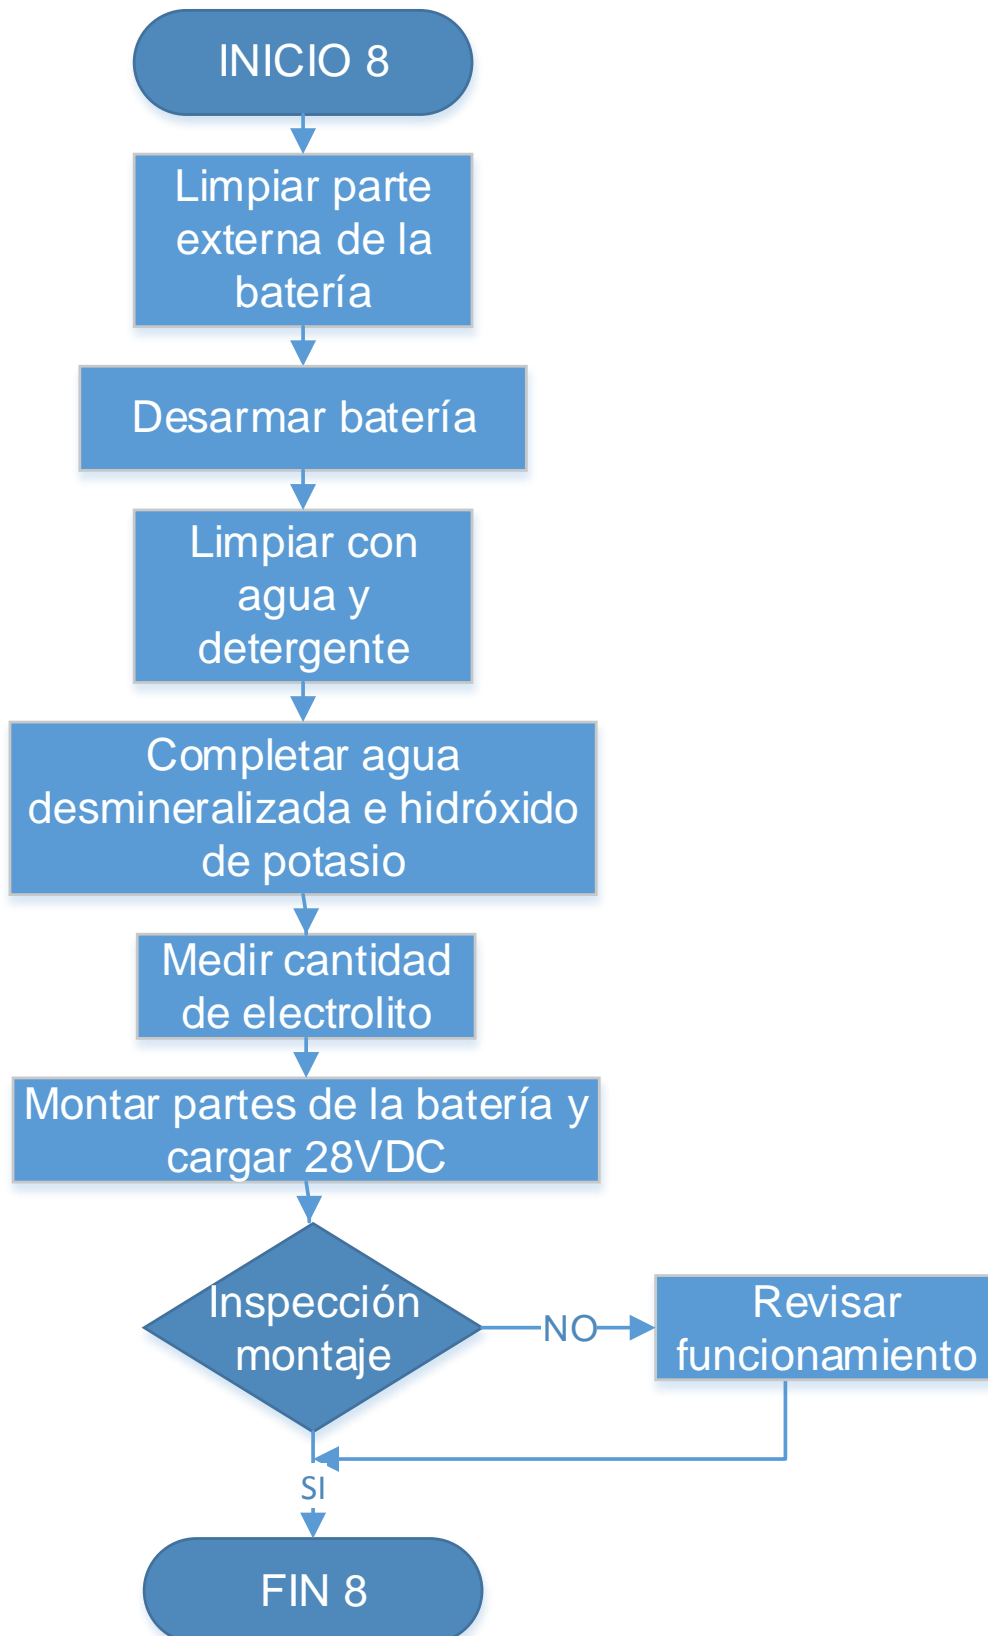 INICIO 8
Limpiar parte
externa de la
batería
Desarmar batería
Limpiar con
agua y
detergente
Completar agua
desmineralizada e hidróxido
de potasio
Medir cantidad
de electrolito
Montar partes de la batería y
cargar 28VDC
Inspección
montaje
NO
Revisar
funcionamiento
SI
FIN 8